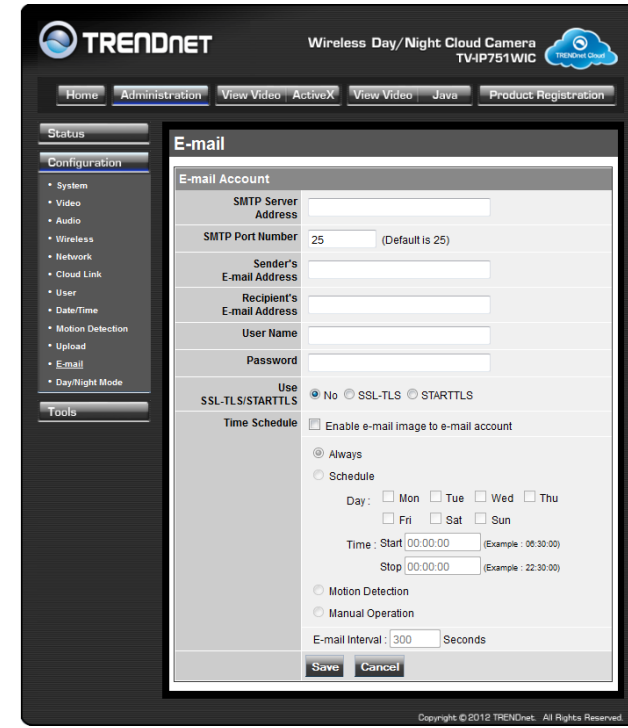 TRENDNET
Wireless Day/Night Cloud Camera
TV-IP751WIC
TRENDnet Cloud
Home Administration View Video ActiveX View Video Java Product Registration
Status
Configuration
• System
• Video
• Audio
• Wireless
• Network
• Cloud Link
• User
• Date/Time
• Motion Detection
• Upload
• E-mail
• Day/Night Mode
Tools
E-mail
E-mail Account
SMTP Server
Address
SMTP Port Number 25 (Default is 25)
Sender's
E-mail Address
Recipient's
E-mail Address
User Name
Password
Use
SSL-TLS/STARTTLS
No SSL-TLS STARTTLS
Time Schedule Enable e-mail image to e-mail account
Always
Schedule
Day : Mon Tue Wed Thu
Fri Sat Sun
Time : Start 00:00:00 (Example : 06:30:00)
Stop 00:00:00 (Example : 22:30:00)
Motion Detection
Manual Operation
E-mail Interval : 300 Seconds
Save Cancel
Copyright © 2012 TRENDnet. All Rights Reserved.